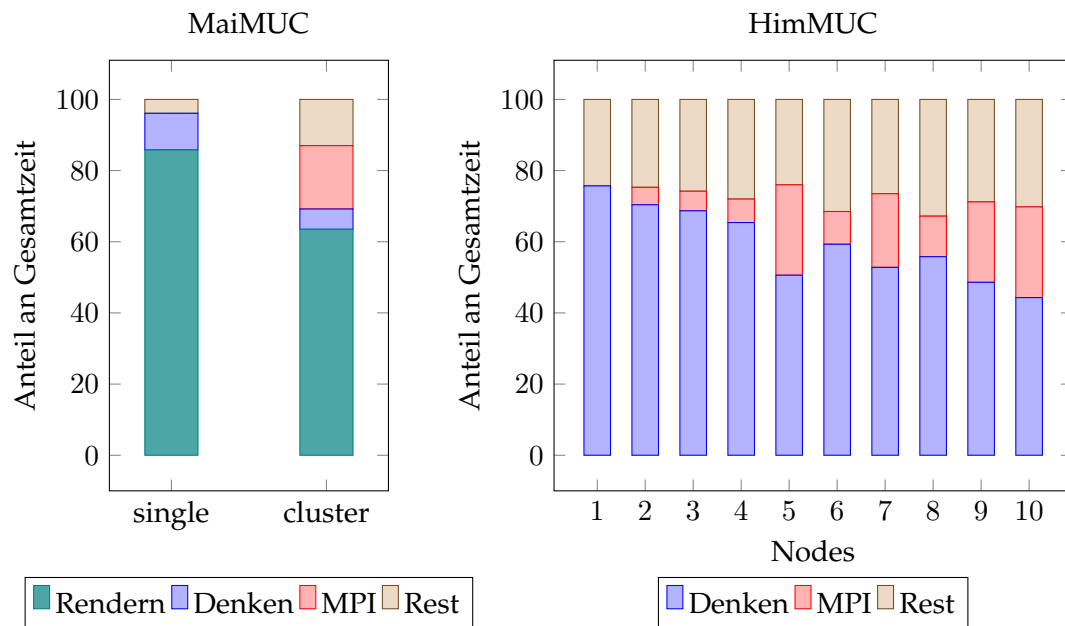 MaiMUC
Anteil an Gesamtzeit
100
80
60
40
20
0
single cluster
Rendern Denken MPI Rest
HimMUC
Anteil an Gesamtzeit
100
80
60
40
20
0
1 2 3 4 5 6 7 8 9 10
Nodes
Denken MPI Rest